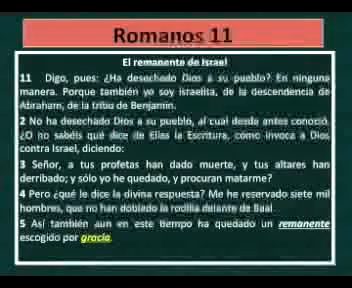 Romanos 11
El remanente de Israel
11 Digo, pues: ¿Ha desechado Dios a su pueblo? En ninguna
manera. Porque también yo soy israelita, de la descendencia de
Abraham, de la tribu de Benjamín.
2 No ha desechado Dios a su pueblo, al cual desde antes conoció.
¿O no sabéis qué dice de Elías la Escritura, cómo invoca a Dios
contra Israel, diciendo:
3 Señor, a tus profetas han dado muerte, y tus altares han
derribado; y sólo yo he quedado, y procuran matarme?
4 Pero ¿qué le dice la divina respuesta? Me he reservado siete mil
hombres, que no han doblado la rodilla delante de Baal.
5 Así también aun en este tiempo ha quedado un remanente
escogido por gracia.